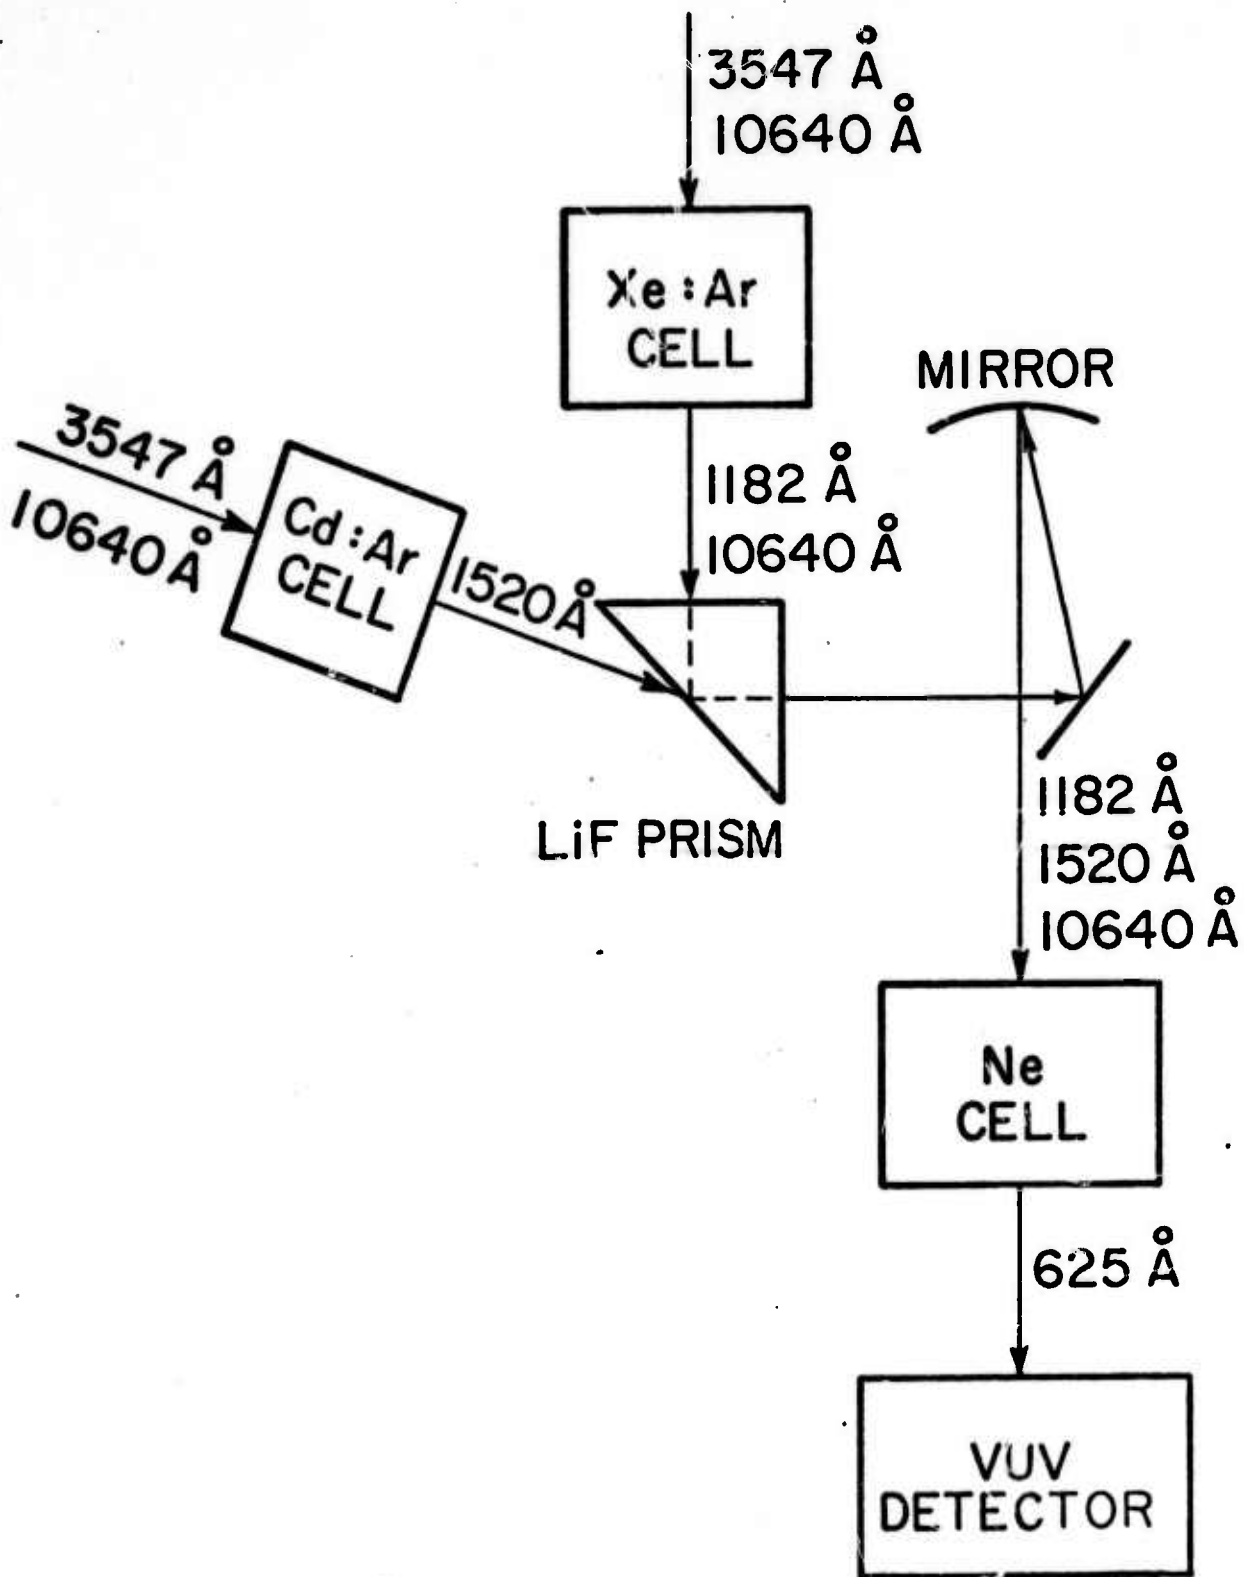 3547 Å
10640 Å
Xe:Ar
CELL
MIRROR
3547 Å
10640 Å
Cd:Ar
CELL
1520 Å
1182 Å
10640 Å
LiF PRISM
1182 Å
1520 Å
10640 Å
Ne
CELL
625 Å
VUV
DETECTOR